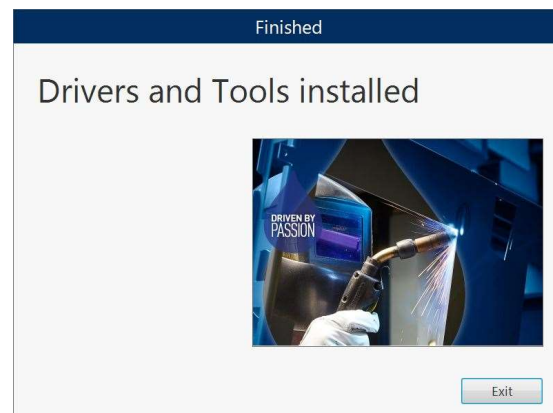 Finished
Drivers and Tools installed
DRIVEN BY
PASSION
Exit